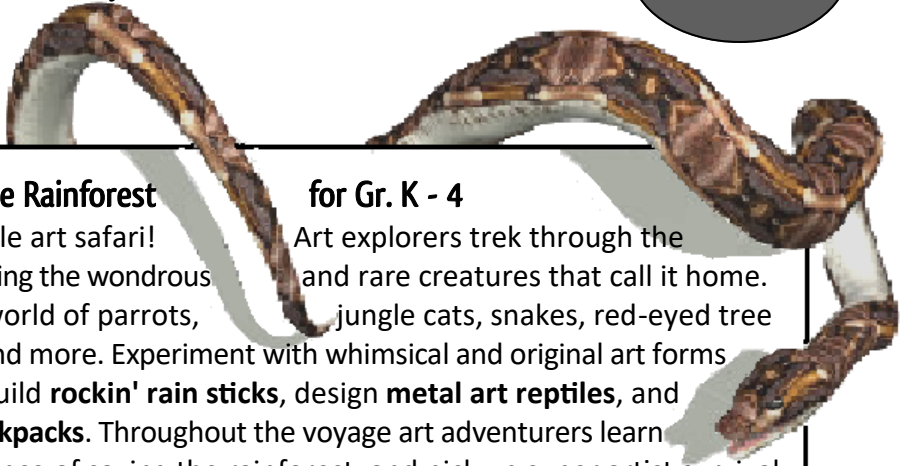 e Rainforest for Gr. K - 4
le art safari! Art explorers trek through the
ing the wondrous and rare creatures that call it home.
world of parrots, jungle cats, snakes, red-eyed tree
nd more. Experiment with whimsical and original art forms
uild rockin' rain sticks, design metal art reptiles, and
kpacks. Throughout the voyage art adventurers learn